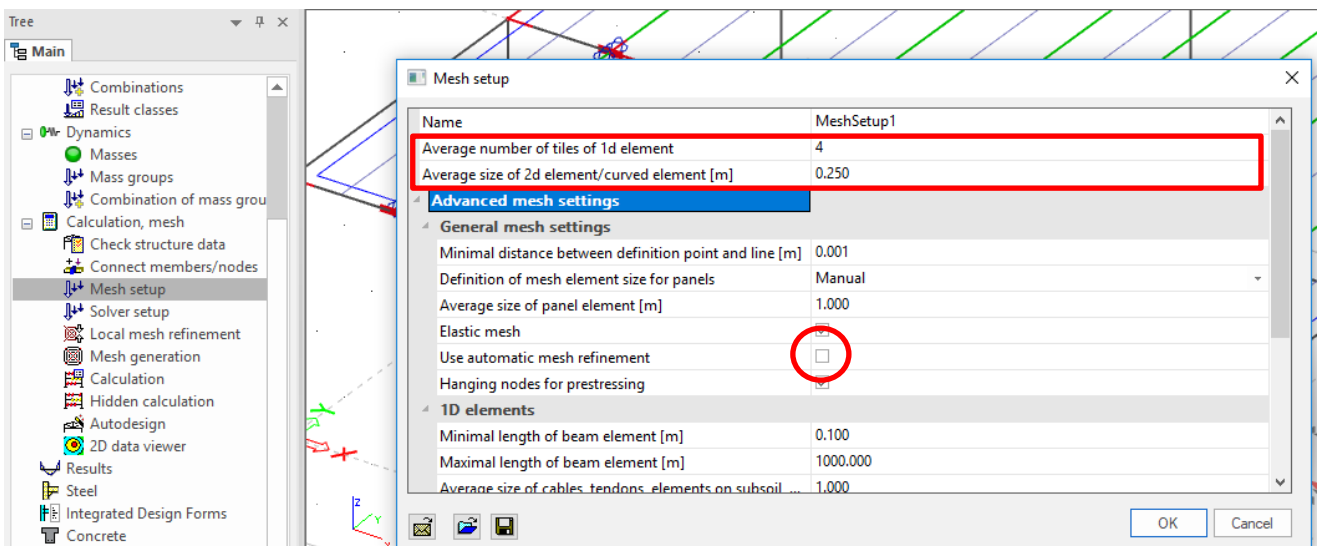 Tree
Main
Combinations
Result classes
Dynamics
Masses
Mass groups
Combination of mass grou
Calculation, mesh
Check structure data
Connect members/nodes
Mesh setup
Solver setup
Local mesh refinement
Mesh generation
Calculation
Hidden calculation
Autodesign
2D data viewer
Results
Steel
Integrated Design Forms
Concrete
Y
X
Z
Y
Mesh setup
Name MeshSetup1
Average number of tiles of 1d element 4
Average size of 2d element/curved element [m] 0.250
Advanced mesh settings
General mesh settings
Minimal distance between definition point and line [m] 0.001
Definition of mesh element size for panels Manual
Average size of panel element [m] 1.000
Elastic mesh
Use automatic mesh refinement
Hanging nodes for prestressing
1D elements
Minimal length of beam element [m] 0.100
Maximal length of beam element [m] 1000.000
Average size of cables, tendons, elements on subsoil, ... 1.000
OK Cancel